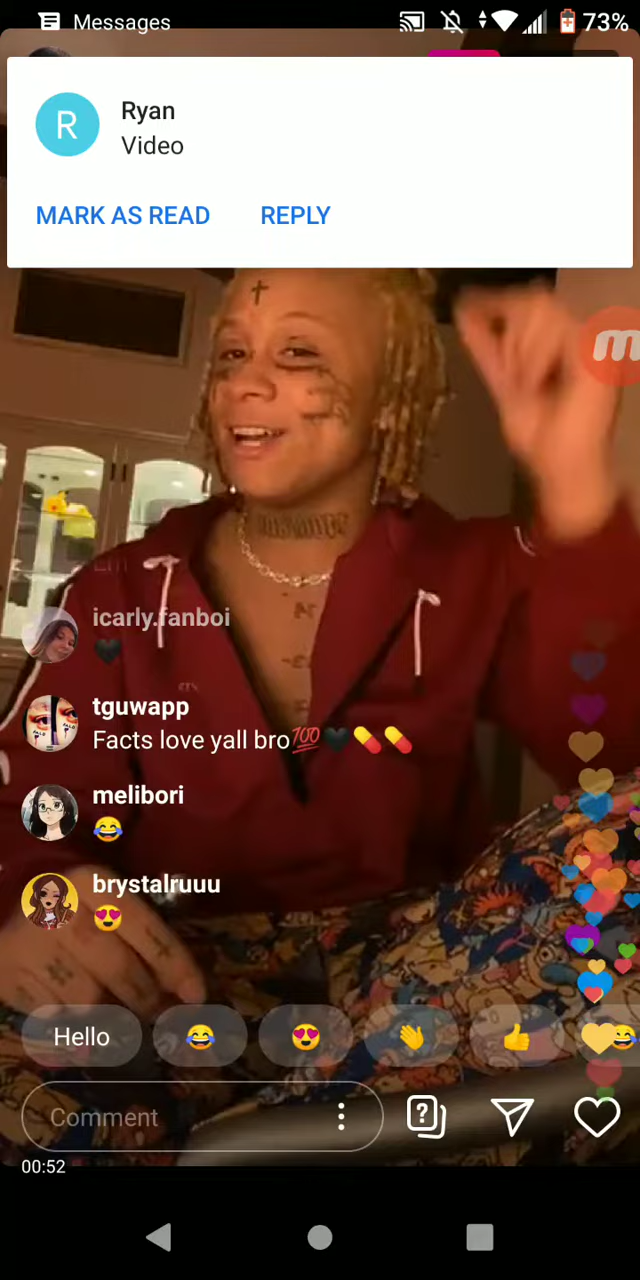 Messages
73%
R
Ryan
Video
MARK AS READ
REPLY
m
icarly.fanboi
🖤
tguwapp
Facts love yall bro💯🖤💊💊
melibori
😂
brystalruuu
😍
Hello
😂
😍
👋
👍
😂
Comment
00:52